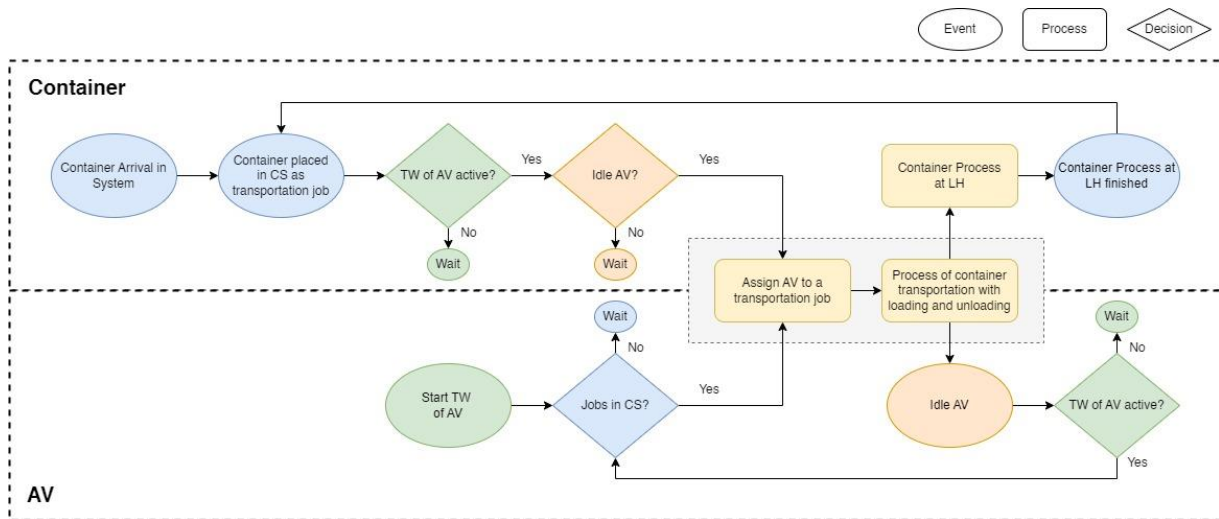 Event
Process
Decision
Container
Container Arrival in
System
Container placed
in CS as
transportation job
TW of AV active?
Yes
No
Wait
Idle AV?
Yes
No
Wait
Container Process
at LH
Container Process at
LH finished
Assign AV to a
transportation job
Process of container
transportation with
loading and unloading
Wait
No
Start TW
of AV
Jobs in CS?
Yes
Idle AV
Wait
No
TW of AV active?
Yes
AV